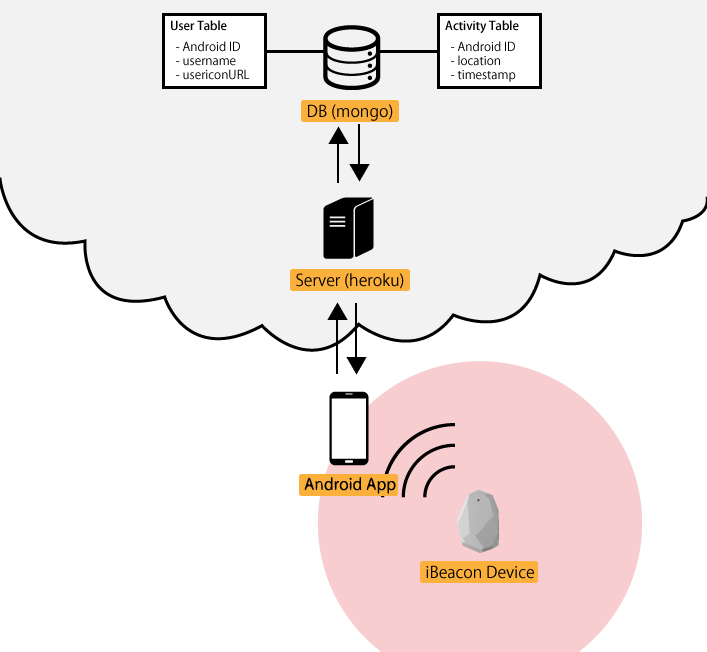 User Table
- Android ID
- username
- usericonURL
Activity Table
- Android ID
- location
- timestamp
DB (mongo)
Server (heroku)
Android App
iBeacon Device